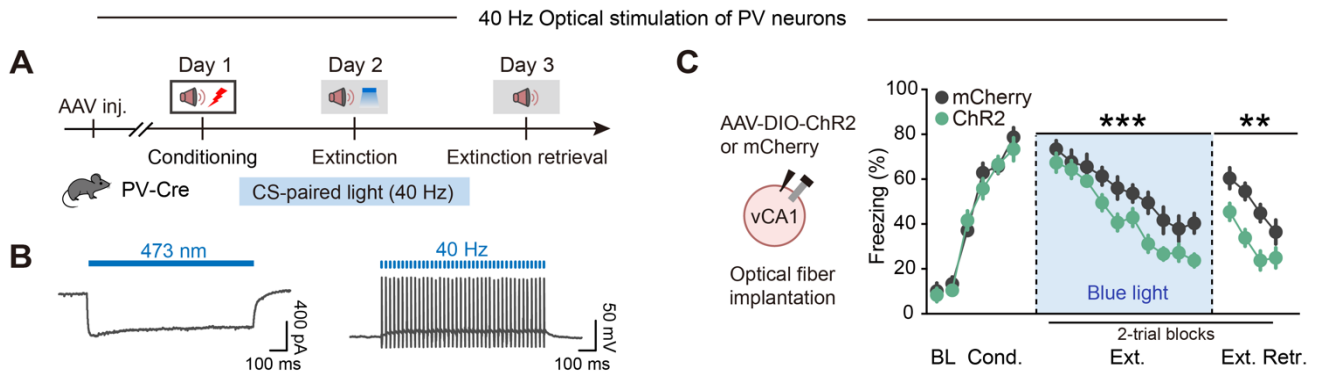 40 Hz Optical stimulation of PV neurons
A
Day 1
Day 2
Day 3
AAV inj.
Conditioning
Extinction
Extinction retrieval
PV-Cre
CS-paired light (40 Hz)
B
473 nm
400 pA
100 ms
40 Hz
50 mV
100 ms
C
AAV-DIO-ChR2
or mCherry
vCA1
Optical fiber
implantation
Freezing (%)
100
80
60
40
20
0
mCherry
ChR2
***
**
Blue light
2-trial blocks
BL
Cond.
Ext.
Ext. Retr.